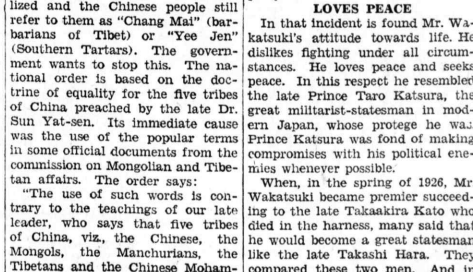 lized and the Chinese people still
refer to them as "Chang Mai" (bar-
barians of Tibet) or "Yee Jen"
(Southern Tartars). The govern-
ment wants to stop this. The na-
tional order is based on the doc-
trine of equality for the five tribes
of China preached by the late Dr.
Sun Yat-sen. Its immediate cause
was the use of the popular terms
in some official documents from the
commission on Mongolian and Tibe-
tan affairs. The order says:
"The use of such words is con-
trary to the teachings of our late
leader, who says that five tribes
of China, viz., the Chinese, the
Mongols, the Manchurians, the
Tibetans and the Chinese Moham-
LOVES PEACE
In that incident is found Mr. Wa-
katsuki's attitude towards life. He
dislikes fighting under all circum-
stances. He loves peace and seeks
peace. In this respect he resembled
the late Prince Taro Katsura, the
great militarist-statesman in mod-
ern Japan, whose protege he was.
Prince Katsura was fond of making
compromises with his political ene-
mies whenever possible.
When, in the spring of 1926, Mr
Wakatsuki became premier succeed-
ing to the late Takaakira Kato who
died in the harness, many said that
he would become a great statesman
like the late Takashi Hara. Then
compared these two men. And